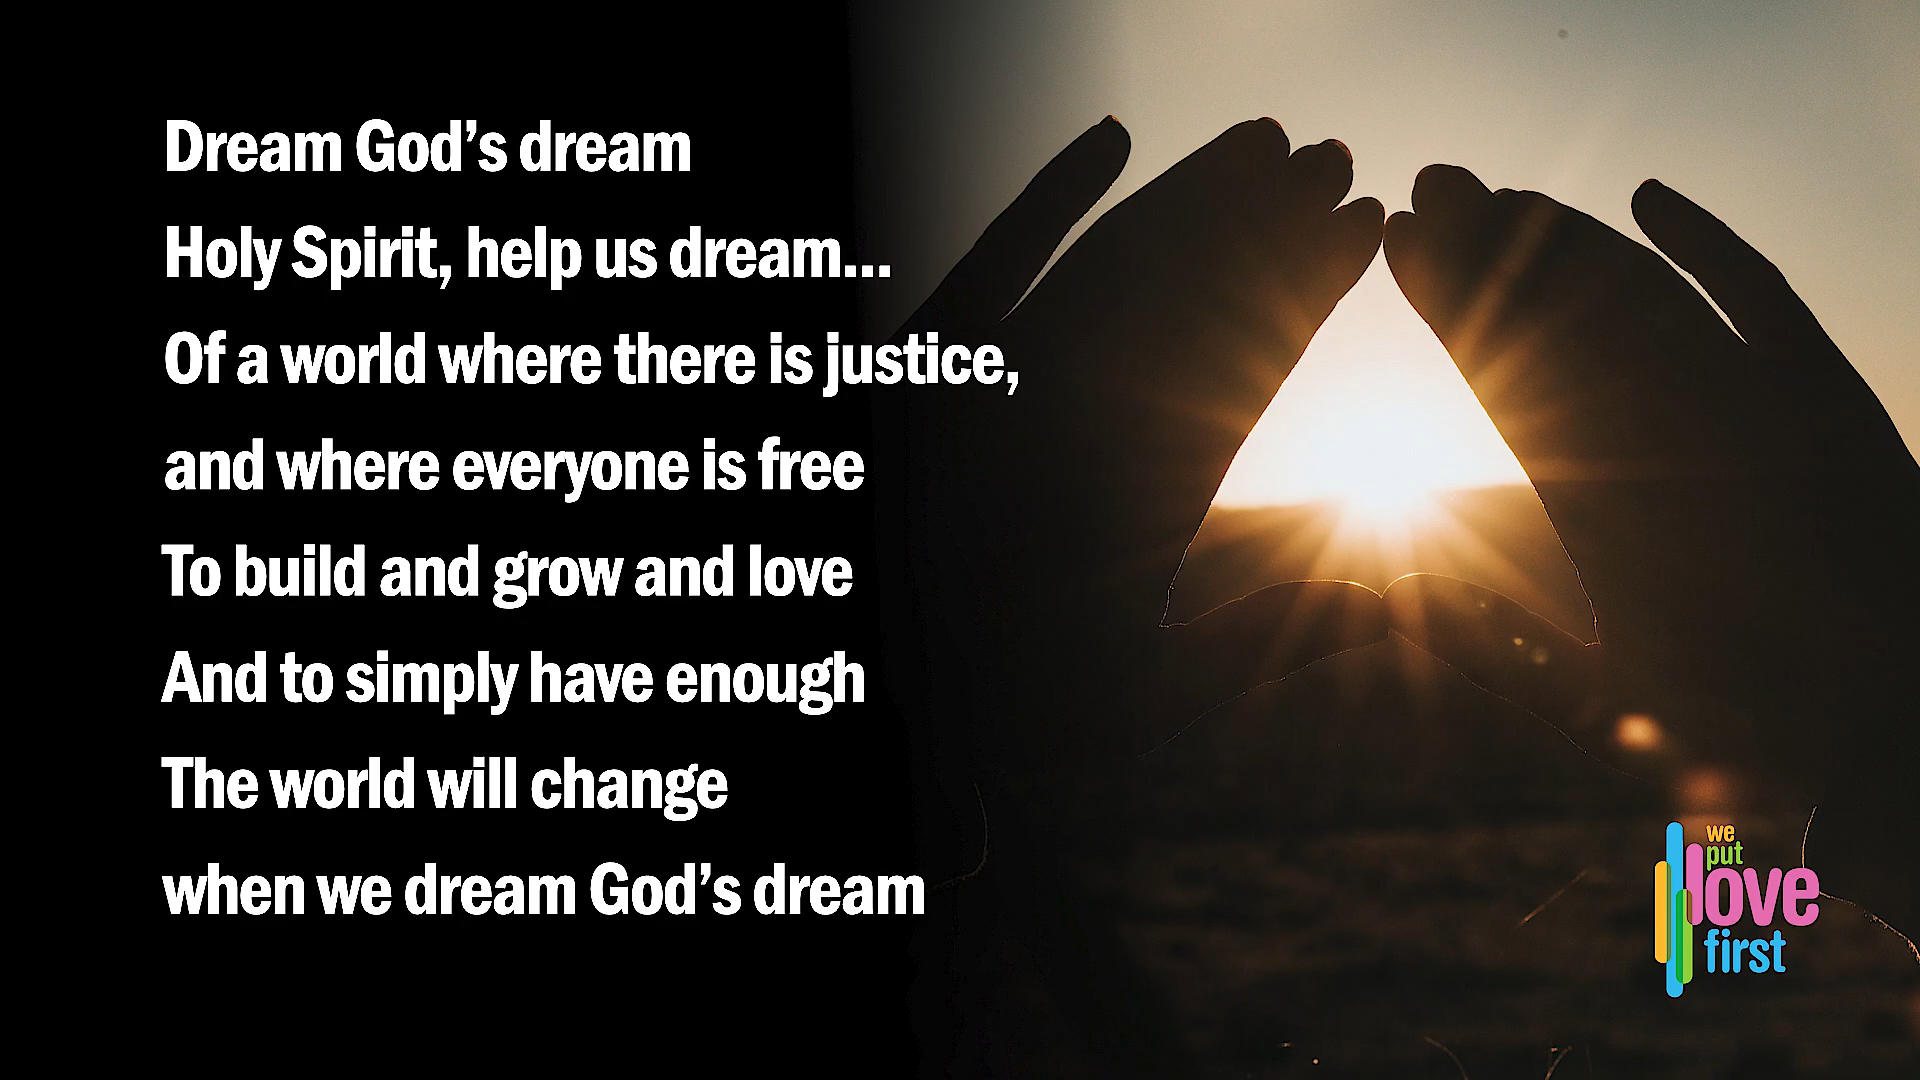 Dream God’s dream
Holy Spirit, help us dream...
Of a world where there is justice,
and where everyone is free
To build and grow and love
And to simply have enough
The world will change
when we dream God’s dream
we
put
love
first